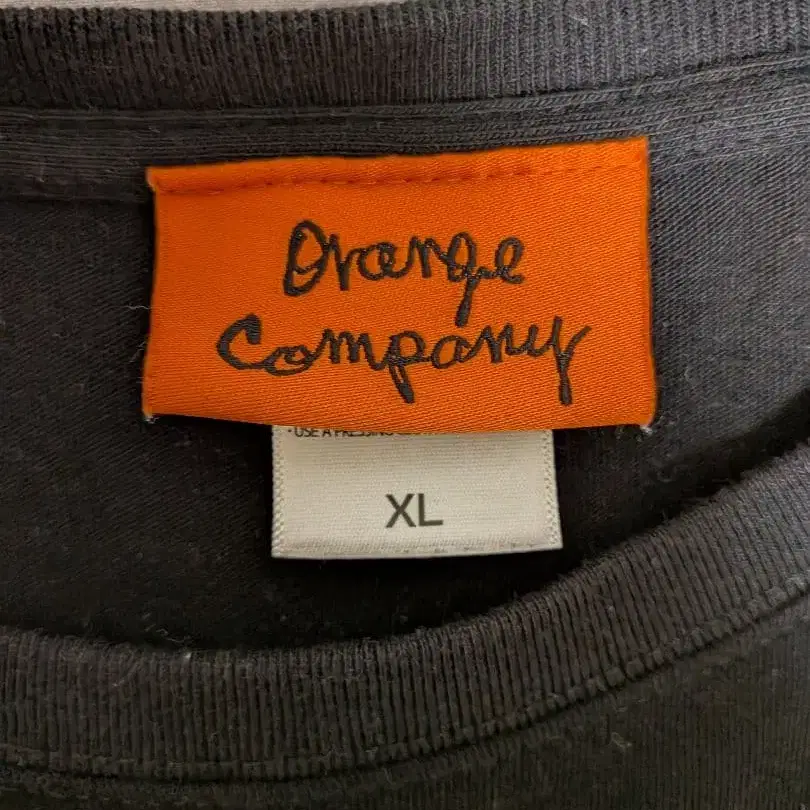 Orange
Company
· USE A PRESSING
XL